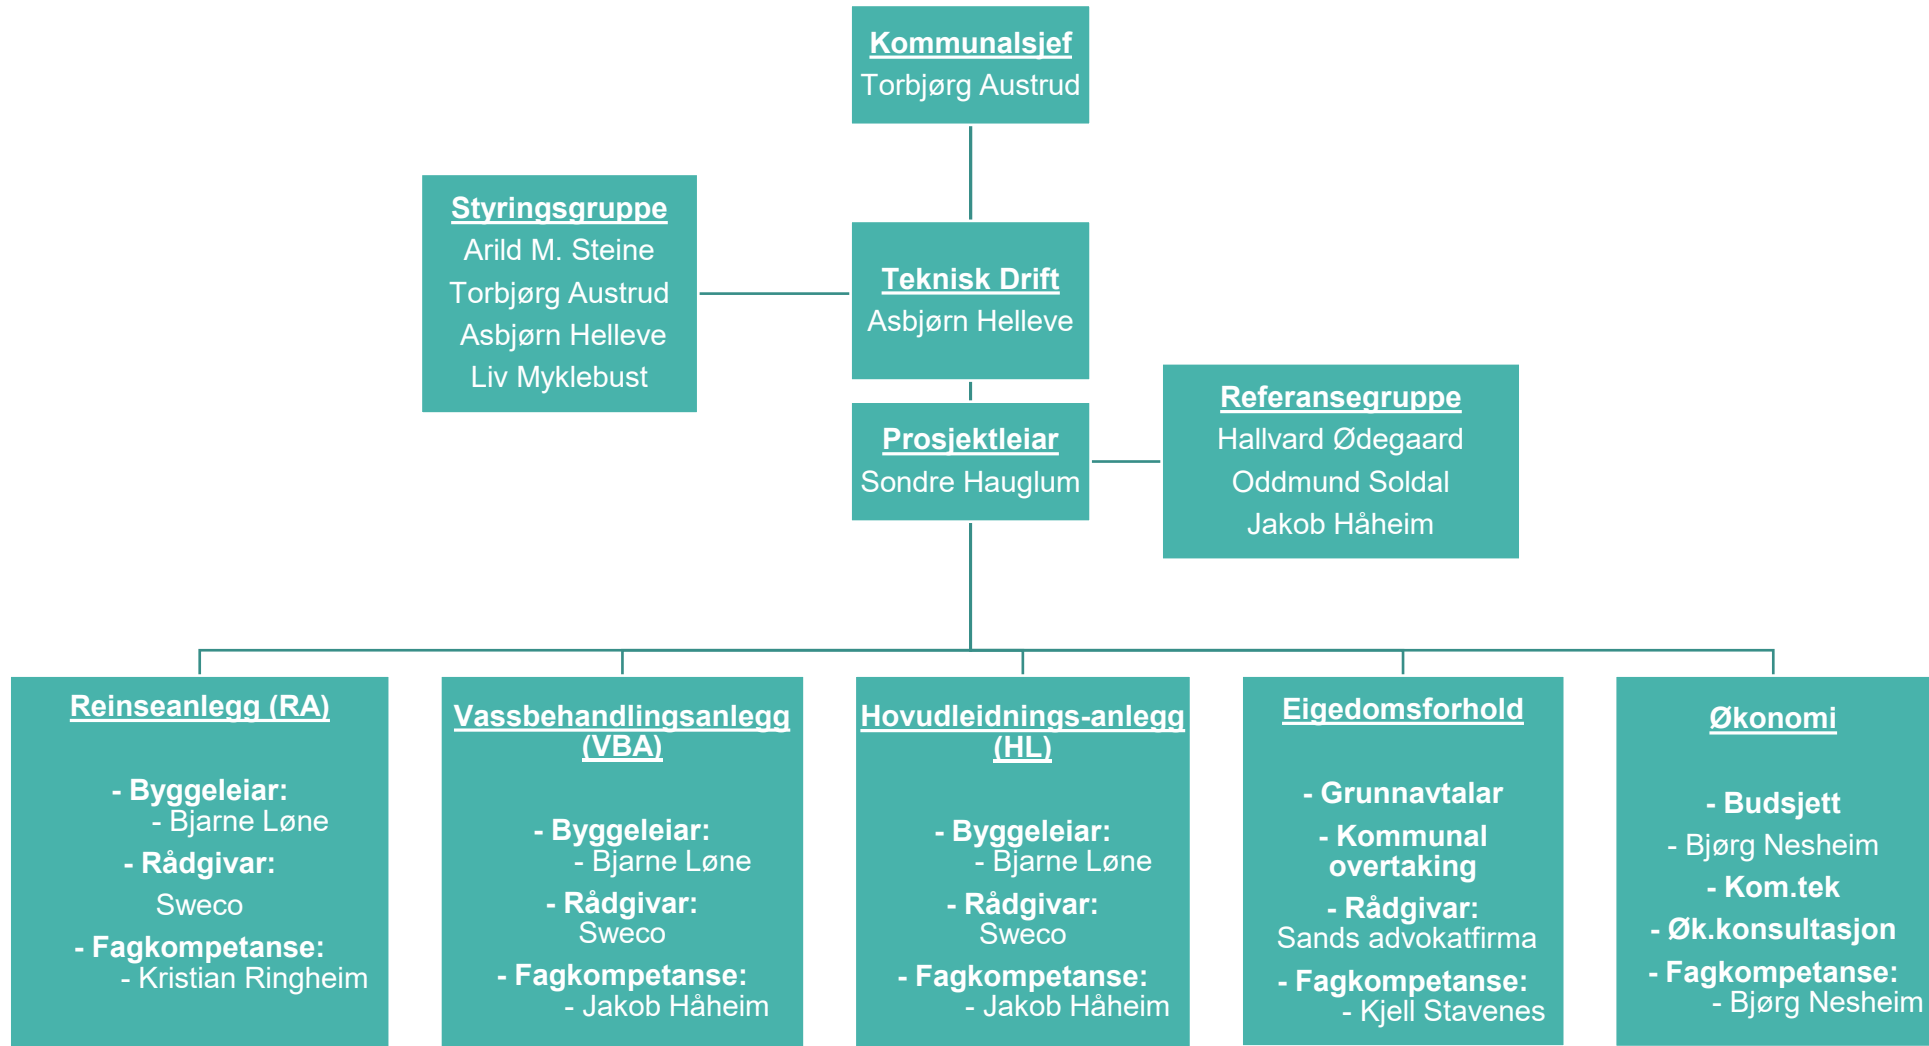 Kommunalsjef
Torbjørg Austrud
Styringsgruppe
Arild M. Steine
Torbjørg Austrud
Asbjørn Helleve
Liv Myklebust
Teknisk Drift
Asbjørn Helleve
Prosjektleiar
Sondre Hauglum
Referansegruppe
Hallvard Ødegaard
Oddmund Soldal
Jakob Håheim
Reinseanlegg (RA)
- Byggeleiar:
- Bjarne Løne
- Rådgivar:
Sweco
- Fagkompetanse:
- Kristian Ringheim
Vassbehandlingsanlegg
(VBA)
- Byggeleiar:
- Bjarne Løne
- Rådgivar:
Sweco
- Fagkompetanse:
- Jakob Håheim
Hovudleidnings-anlegg
(HL)
- Byggeleiar:
- Bjarne Løne
- Rådgivar:
Sweco
- Fagkompetanse:
- Jakob Håheim
Eigedomsforhold
- Grunnavtalar
- Kommunal
overtaking
- Rådgivar:
Sands advokatfirma
- Fagkompetanse:
- Kjell Stavenes
Økonomi
- Budsjett
- Bjørg Nesheim
- Kom.tek
- Øk.konsultasjon
- Fagkompetanse:
- Bjørg Nesheim